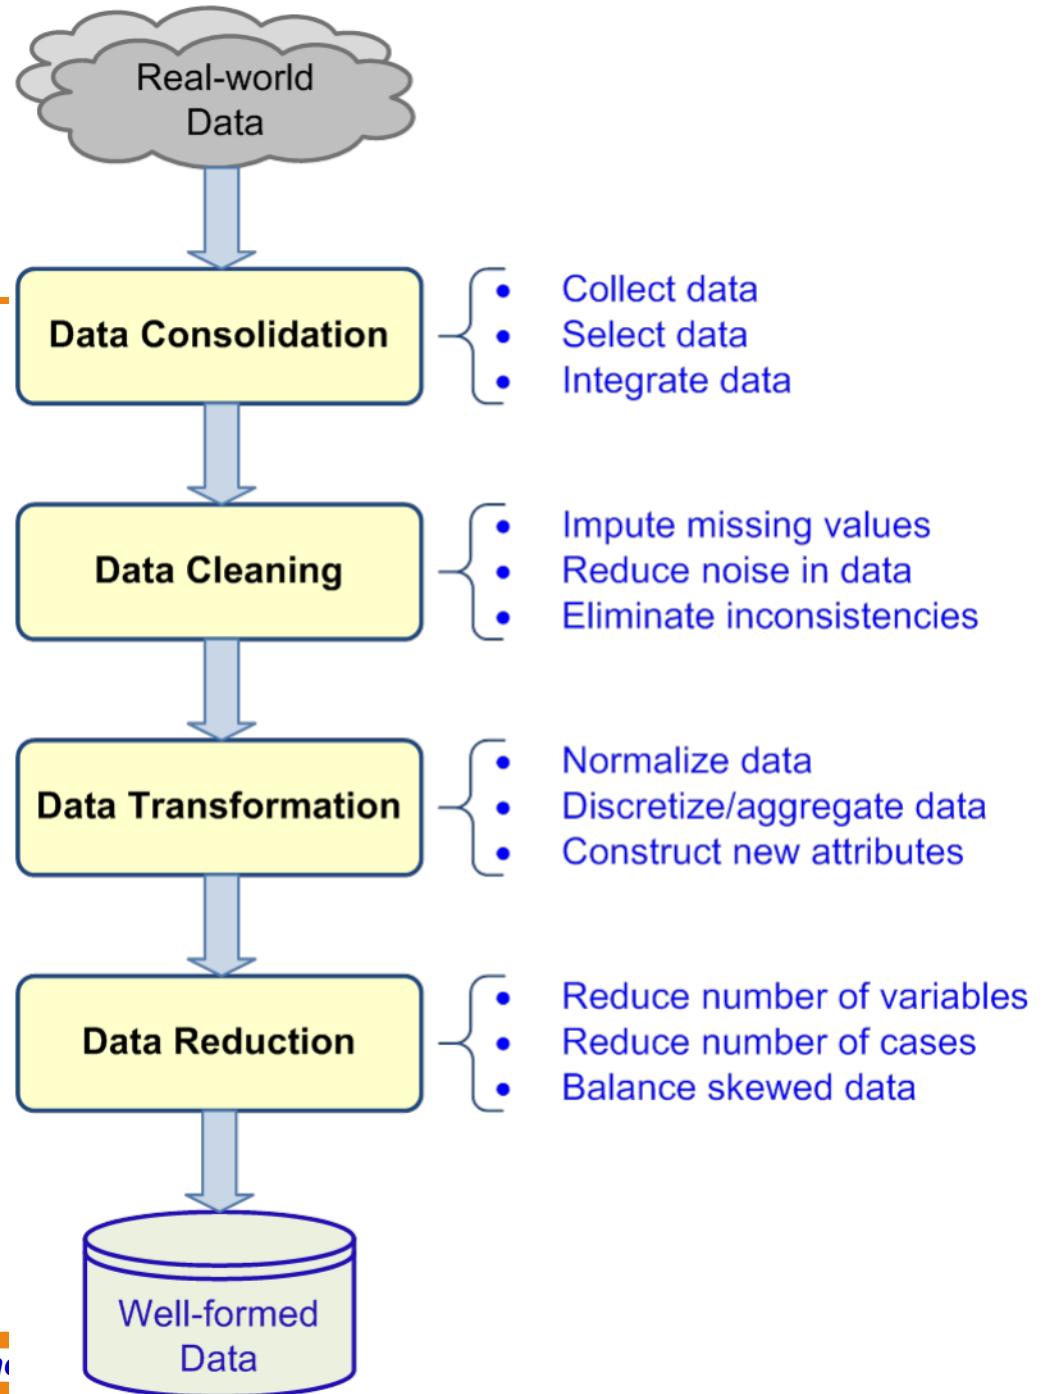 Real-world
Data
Data Consolidation
• Collect data
• Select data
• Integrate data
Data Cleaning
• Impute missing values
• Reduce noise in data
• Eliminate inconsistencies
Data Transformation
• Normalize data
• Discretize/aggregate data
• Construct new attributes
Data Reduction
• Reduce number of variables
• Reduce number of cases
• Balance skewed data
Well-formed
Data